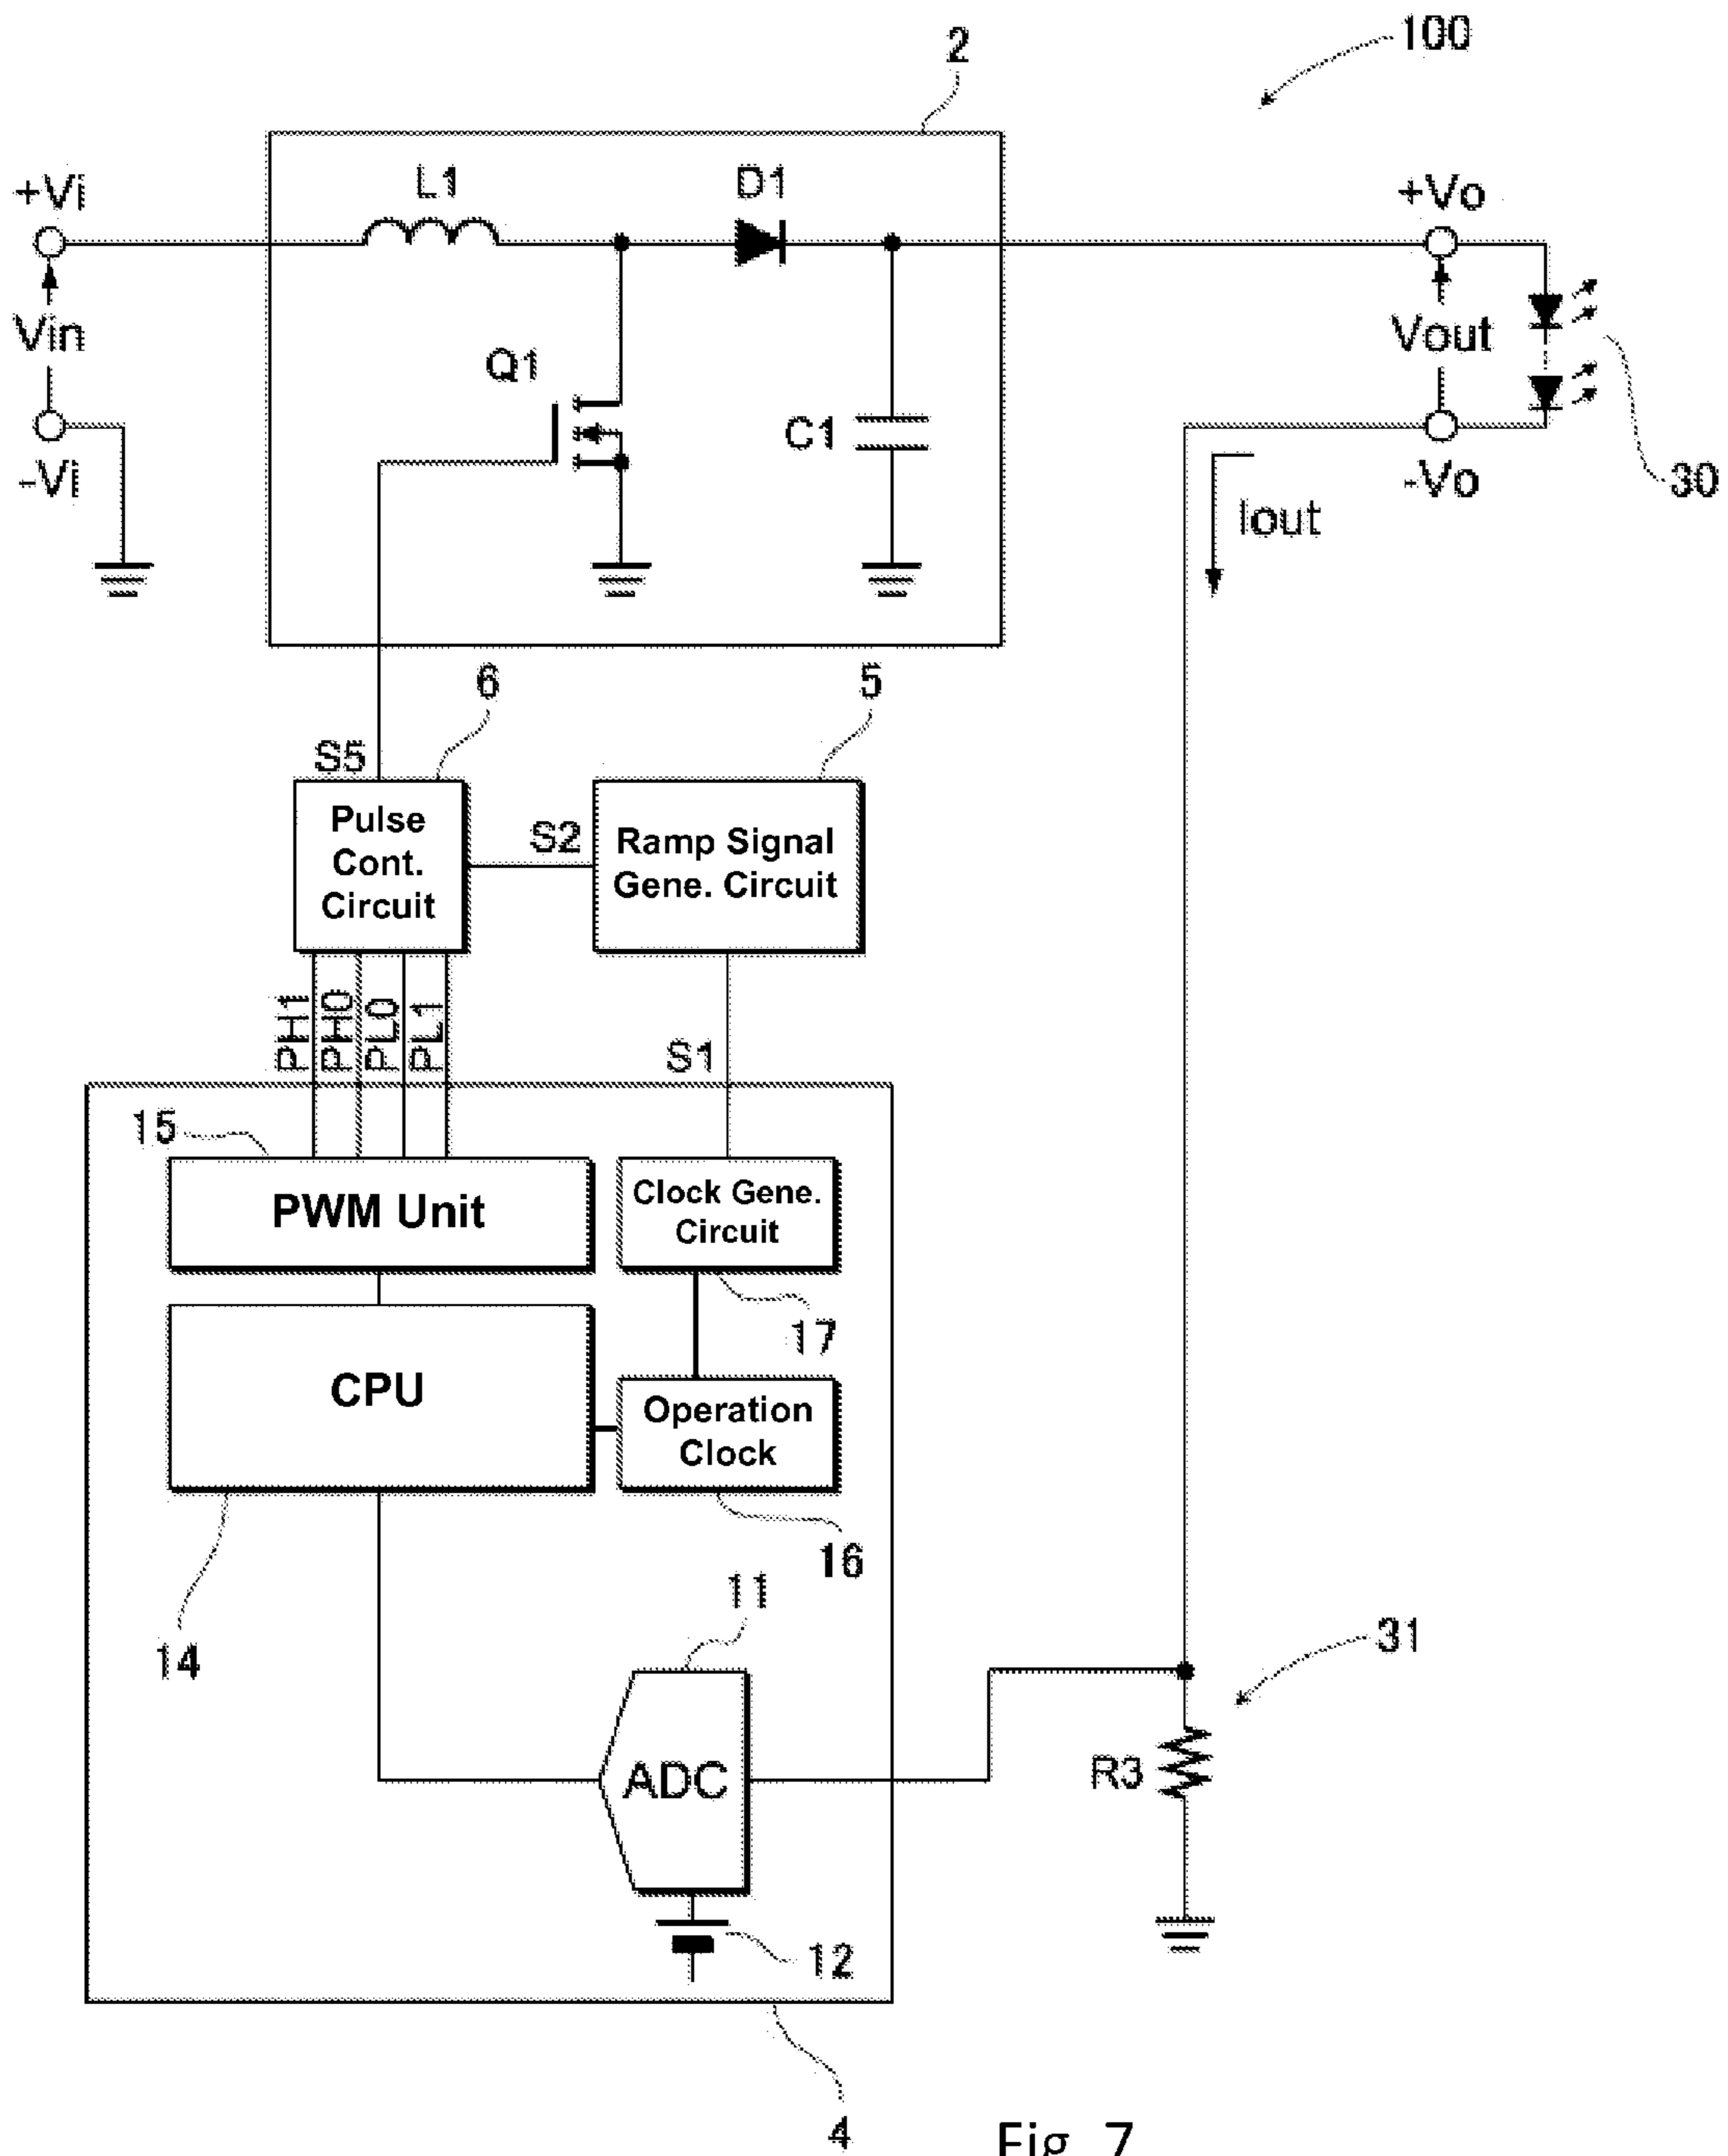 100
2
L1
D1
+Vi
+Vo
Vin
Vout
Q1
C1
-Vi
-Vo
30
Iout
6
5
S5
Pulse
Cont.
Circuit
S2
Ramp Signal
Gene. Circuit
PH1
PH0
PL0
PL1
S1
15
PWM Unit
Clock Gene.
Circuit
17
CPU
Operation
Clock
16
14
11
31
ADC
R3
12
4
Fig. 7